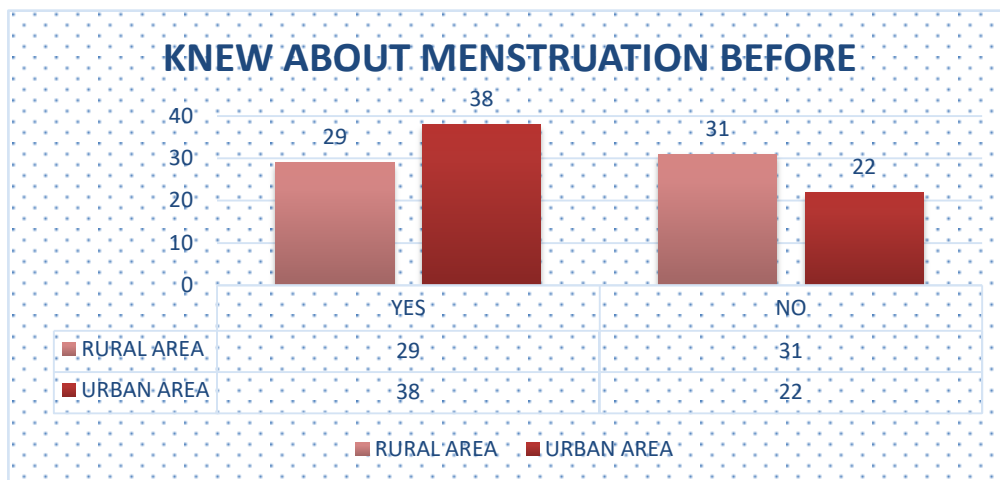 KNEW ABOUT MENSTRUATION BEFORE
38
40
29
31
30
22
20
10
0
YES NO
RURAL AREA 29 31
URBAN AREA 38 22
RURAL AREA URBAN AREA